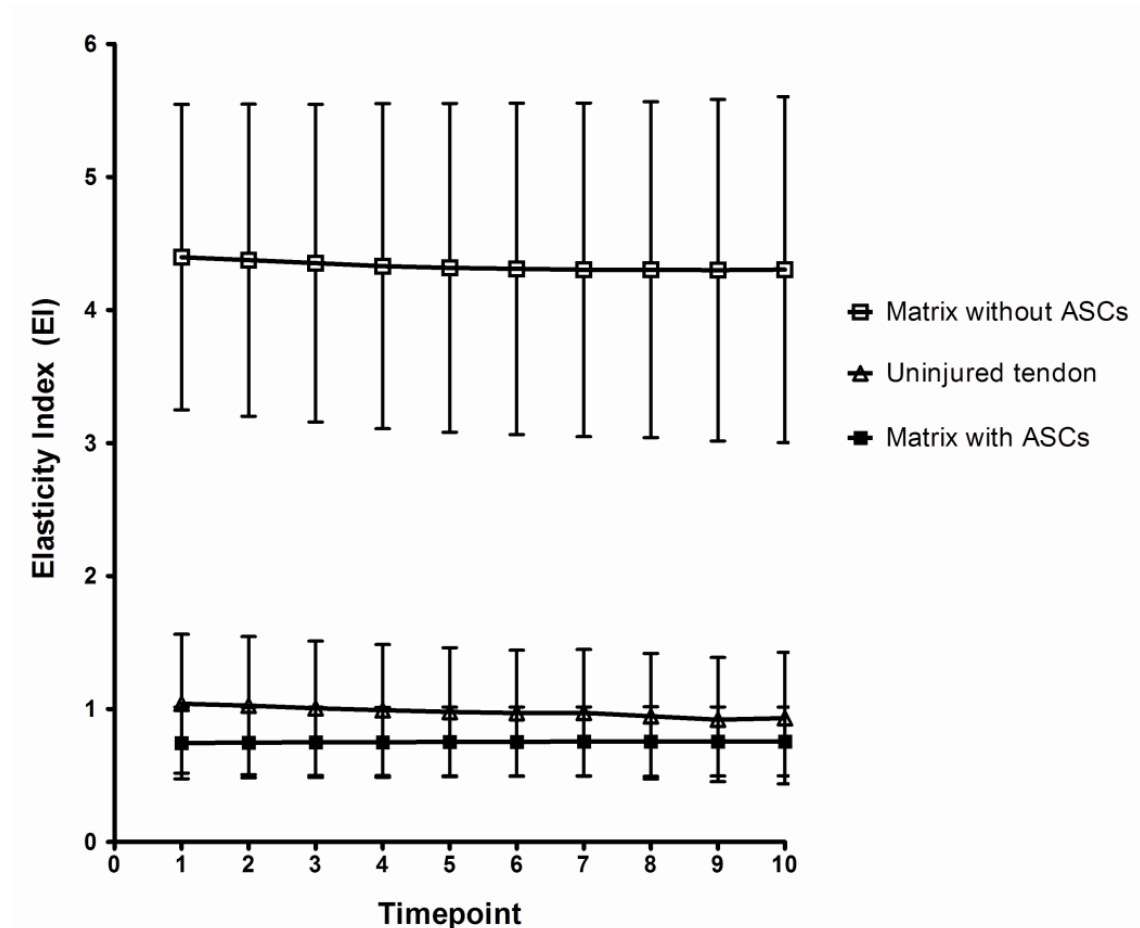 6
5
4
3
2
1
0
Elasticity Index (EI)
0 1 2 3 4 5 6 7 8 9 10
Timepoint
Matrix without ASCs
Uninjured tendon
Matrix with ASCs